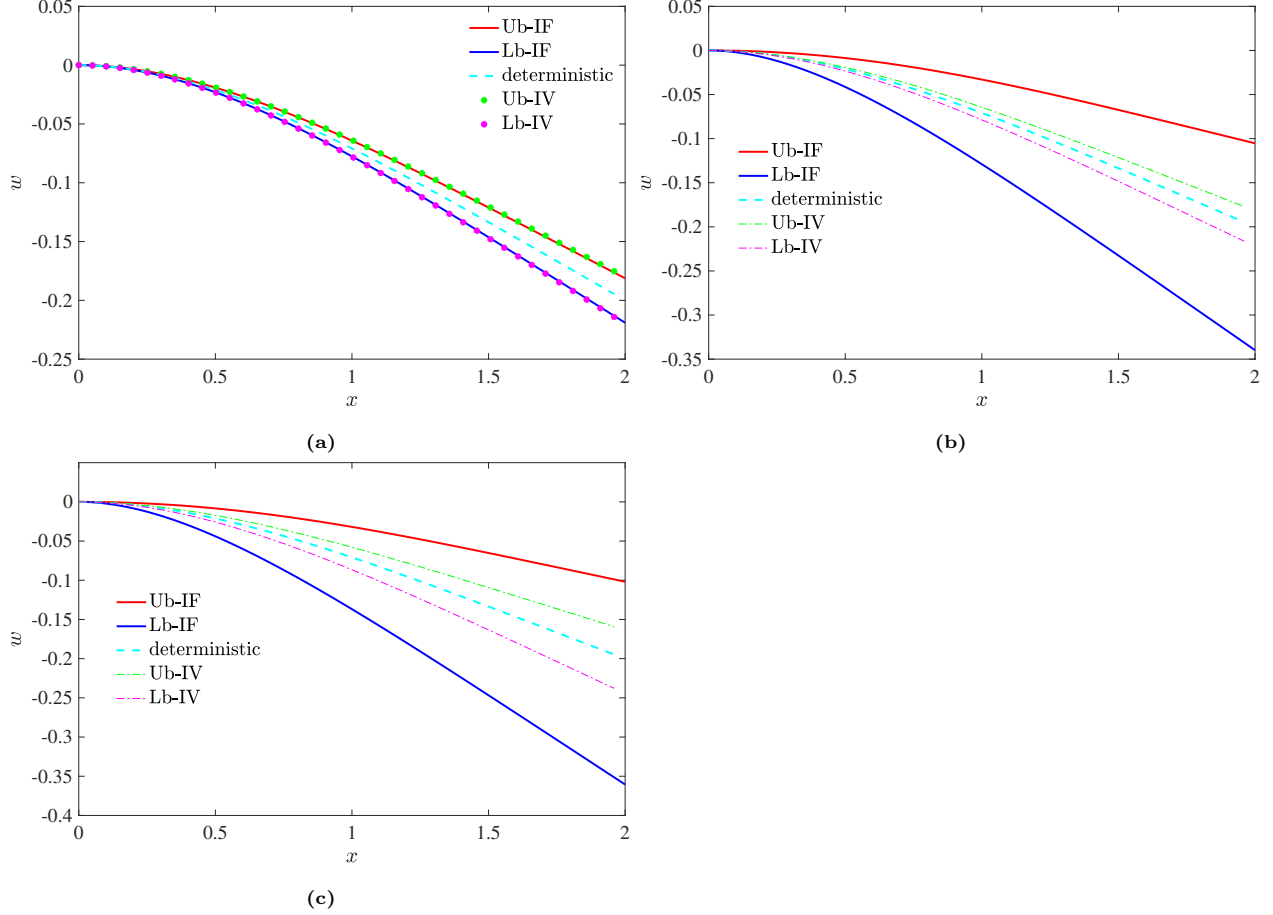 0.05
0
-0.05
-0.1
-0.15
-0.2
-0.25
w
0 0.5 1 1.5 2
x
Ub-IF
Lb-IF
deterministic
Ub-IV
Lb-IV
(a)
0.05
0
-0.05
-0.1
-0.15
-0.2
-0.25
-0.3
-0.35
w
0 0.5 1 1.5 2
x
Ub-IF
Lb-IF
deterministic
Ub-IV
Lb-IV
(b)
0
-0.05
-0.1
-0.15
-0.2
-0.25
-0.3
-0.35
-0.4
w
0 0.5 1 1.5 2
x
Ub-IF
Lb-IF
deterministic
Ub-IV
Lb-IV
(c)